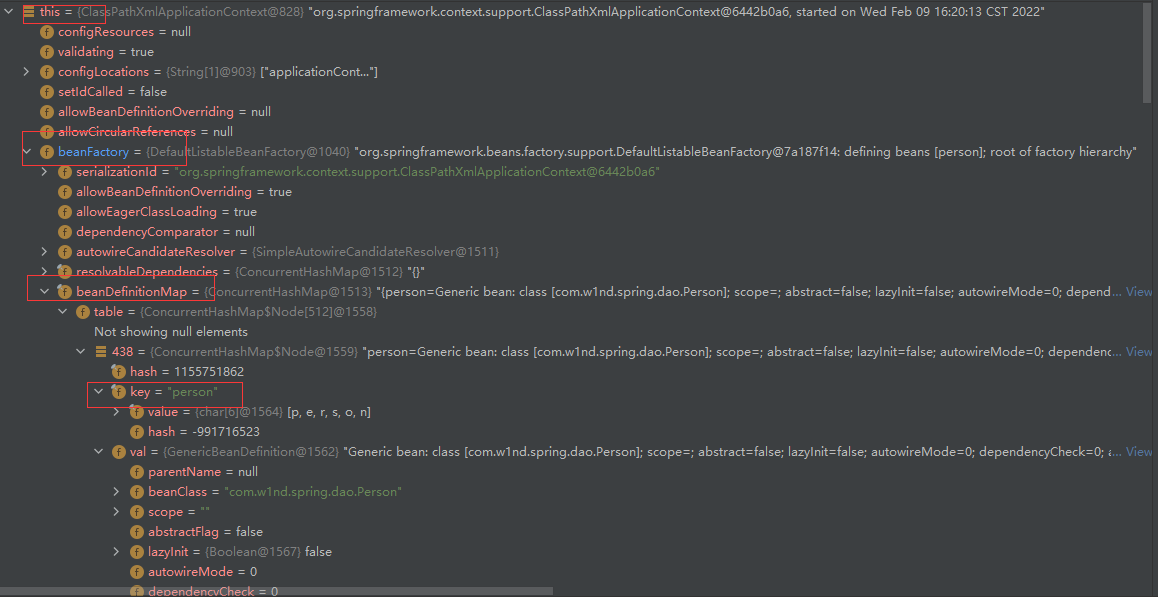 this = {ClassPathXmlApplicationContext@828} "org.springframework.context.support.ClassPathXmlApplicationContext@6442b0a6, started on Wed Feb 09 16:20:13 CST 2022"
f configResources = null
f validating = true
f configLocations = {String[1]@903} ["applicationCont..."]
f setIdCalled = false
f allowBeanDefinitionOverriding = null
f allowCircularReferences = null
f beanFactory = {DefaultListableBeanFactory@1040} "org.springframework.beans.factory.support.DefaultListableBeanFactory@7a187f14: defining beans [person]; root of factory hierarchy"
f serializationId = "org.springframework.context.support.ClassPathXmlApplicationContext@6442b0a6"
f allowBeanDefinitionOverriding = true
f allowEagerClassLoading = true
f dependencyComparator = null
f autowireCandidateResolver = {SimpleAutowireCandidateResolver@1511}
f resolvableDependencies = {ConcurrentHashMap@1512} "{}"
f beanDefinitionMap = {ConcurrentHashMap@1513} "{person=Generic bean: class [com.w1nd.spring.dao.Person]; scope=; abstract=false; lazyInit=false; autowireMode=0; depend... View
f table = {ConcurrentHashMap$Node[512]@1558}
Not showing null elements
438 = {ConcurrentHashMap$Node@1559} "person=Generic bean: class [com.w1nd.spring.dao.Person]; scope=; abstract=false; lazyInit=false; autowireMode=0; dependenc... View
f hash = 1155751862
f key = "person"
f value = {char[6]@1564} [p, e, r, s, o, n]
f hash = -991716523
f val = {GenericBeanDefinition@1562} "Generic bean: class [com.w1nd.spring.dao.Person]; scope=; abstract=false; lazyInit=false; autowireMode=0; dependencyCheck=0; a... View
f parentName = null
f beanClass = "com.w1nd.spring.dao.Person"
f scope = ""
f abstractFlag = false
f lazyInit = {Boolean@1567} false
f autowireMode = 0
f dependencyCheck = 0